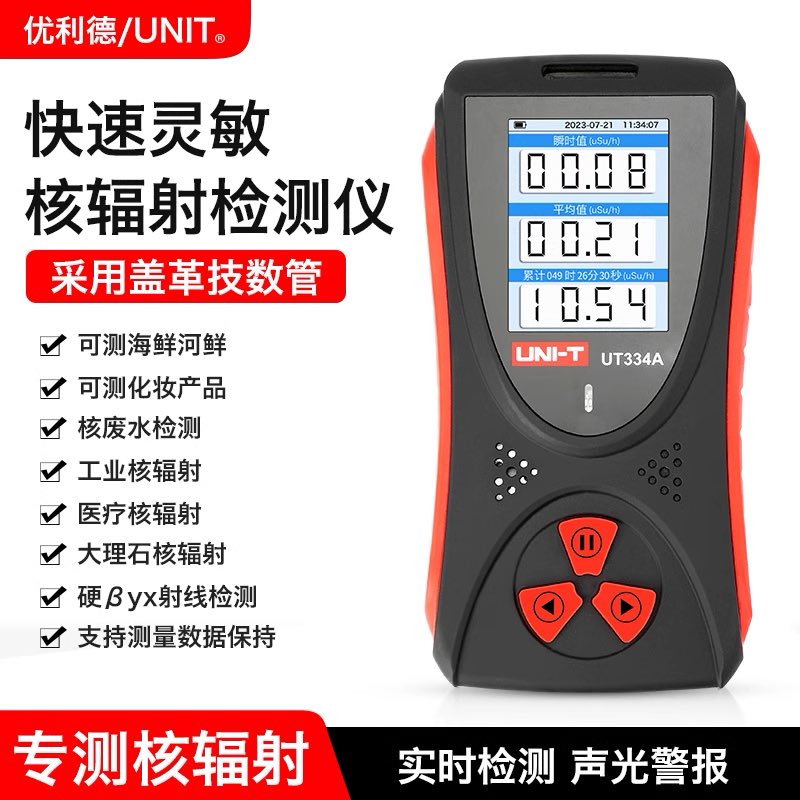 优利德/UNIT®
快速灵敏
核辐射检测仪
采用盖革技数管
可测海鲜河鲜
可测化妆产品
核废水检测
工业核辐射
医疗核辐射
大理石核辐射
硬βyx射线检测
支持测量数据保持
2023-07-21 11:34:07
瞬时值(uSu/h)
00.08
平均值(uSu/h)
00.21
累计049时26分30秒(uSu/h)
10.54
UNI-T UT334A
专测核辐射
实时检测 声光警报